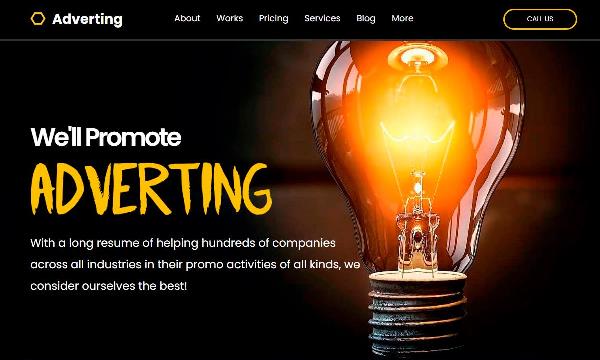 Adverting
About Works Pricing Services Blog More
CALL US
We'll Promote
ADVERTING
With a long resume of helping hundreds of companies
across all industries in their promo activities of all kinds, we
consider ourselves the best!